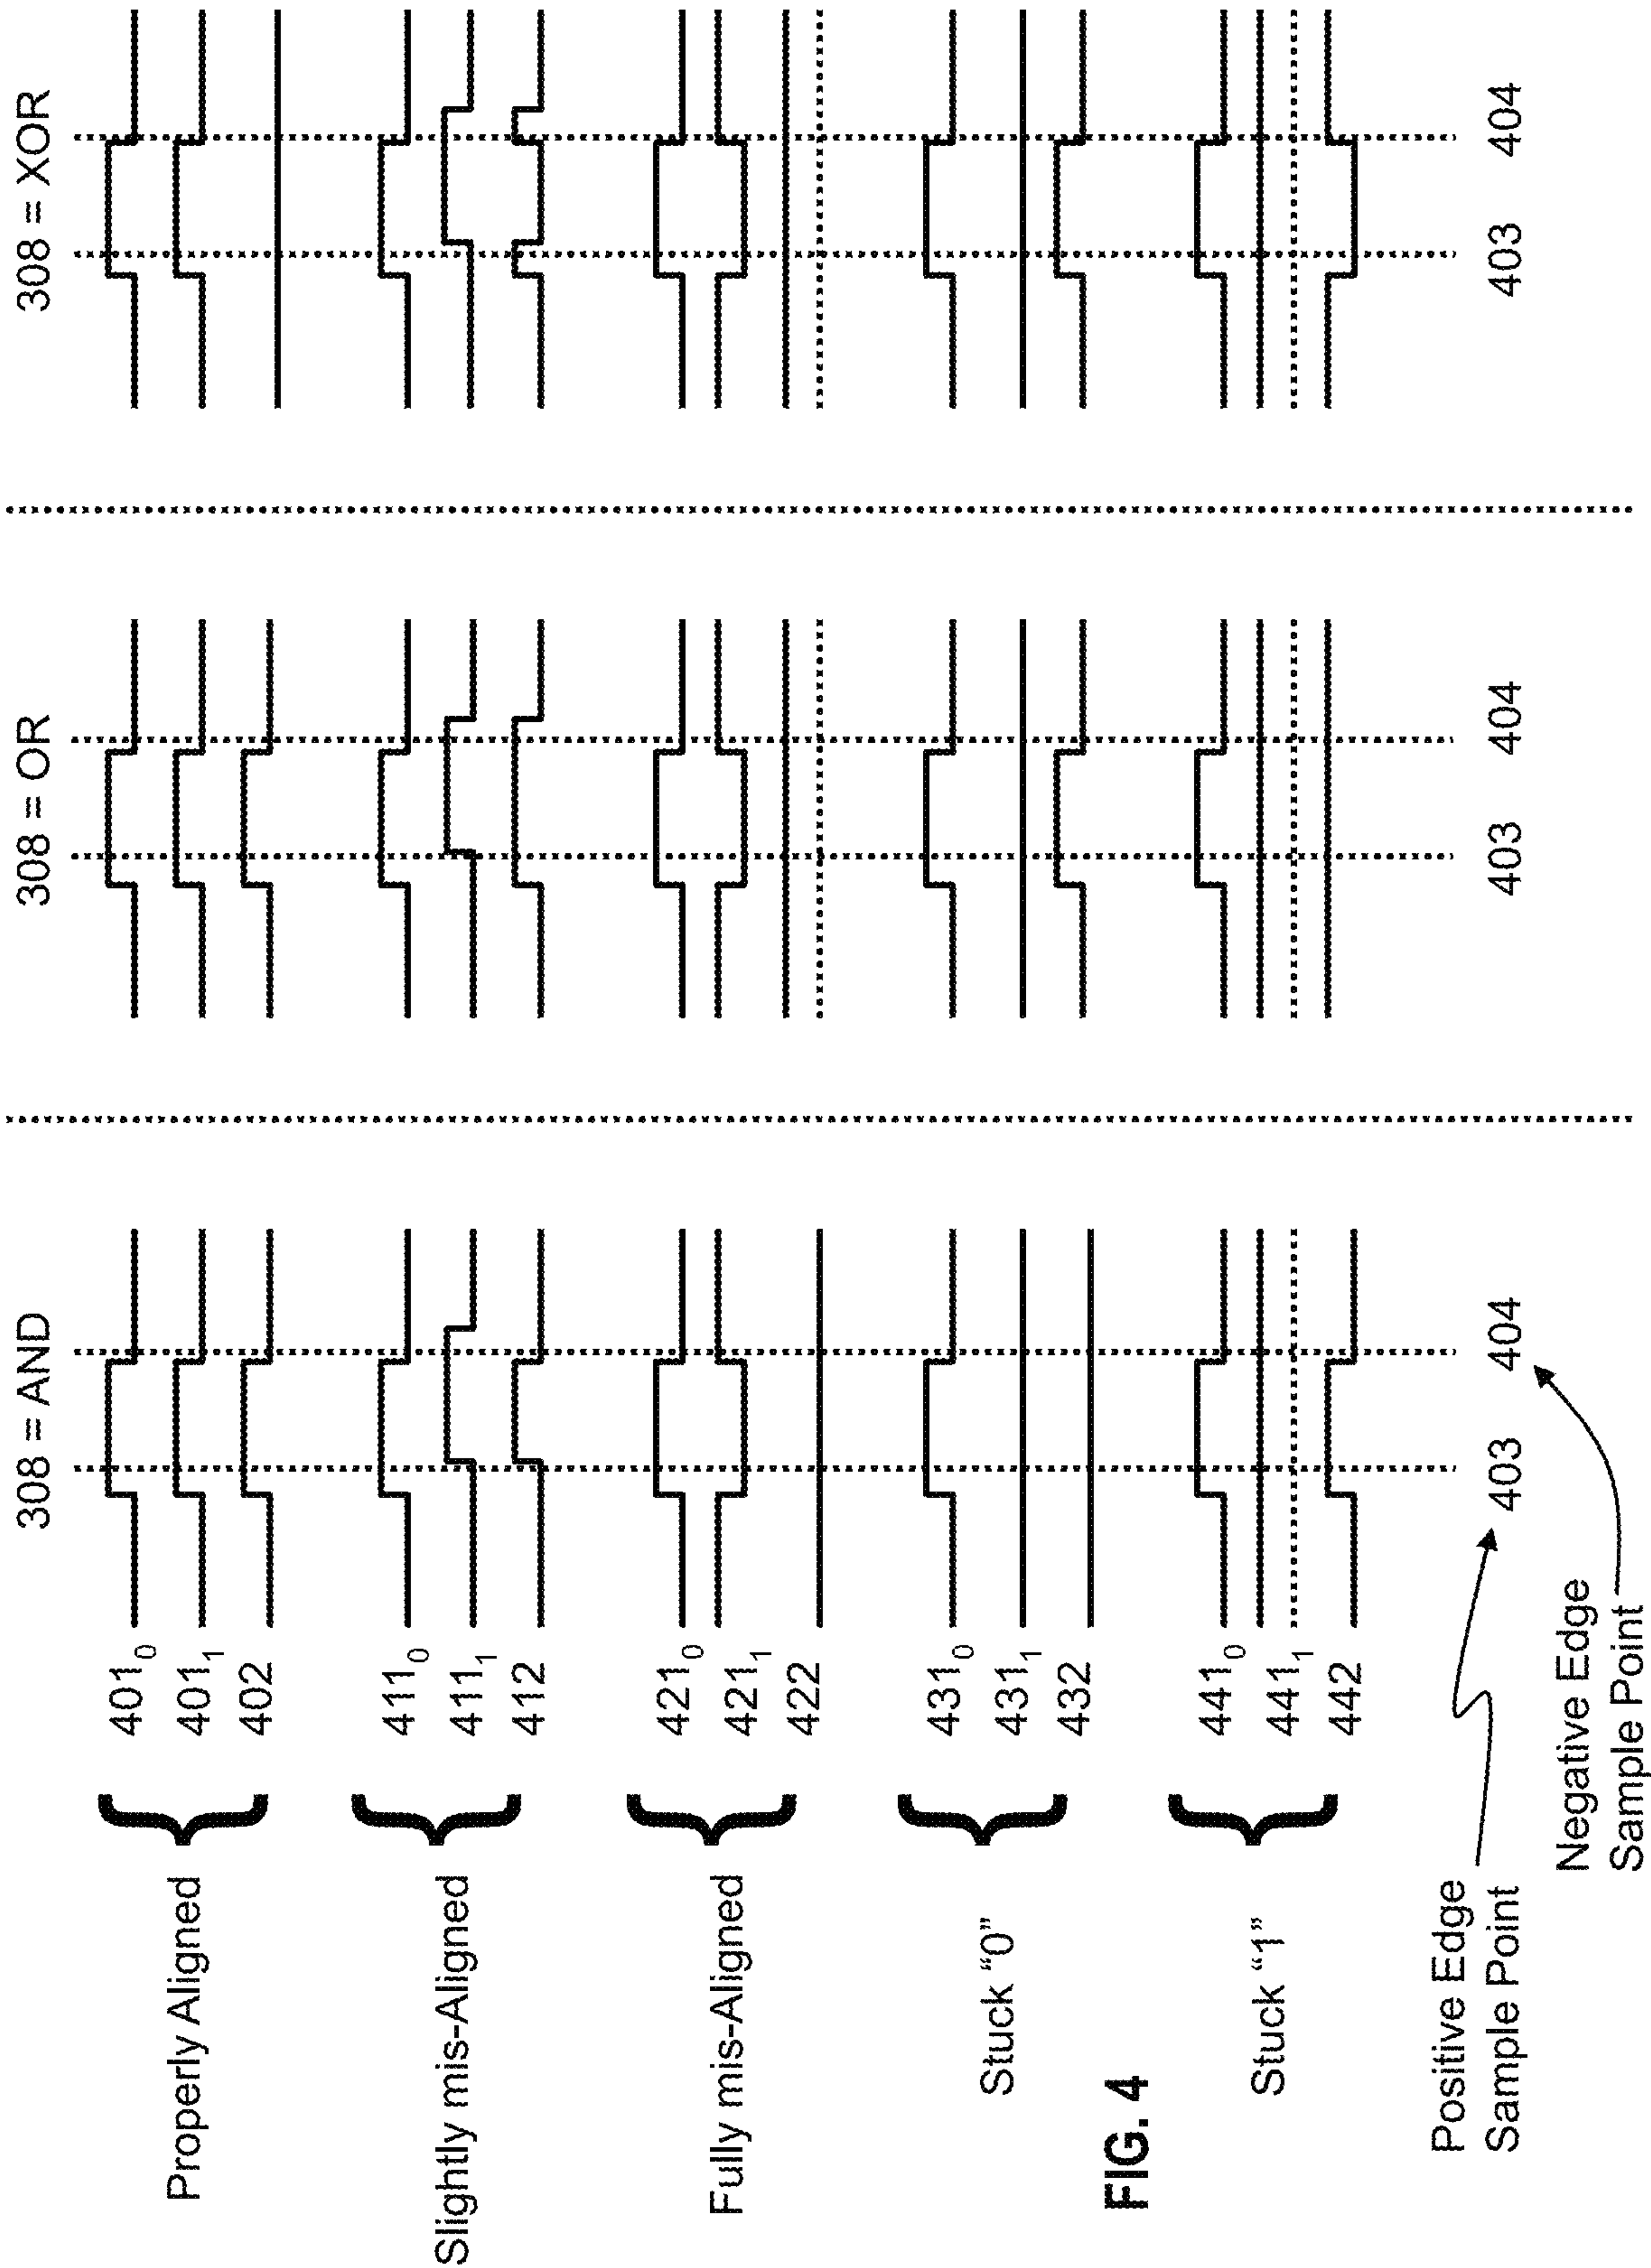 308 = AND
308 = OR
308 = XOR
Properly Aligned
401₀
401₁
402
Slightly mis-Aligned
411₀
411₁
412
Fully mis-Aligned
421₀
421₁
422
Stuck “0”
431₀
431₁
432
Stuck “1”
441₀
441₁
442
403
404
403
404
403
404
Positive Edge
Sample Point
Negative Edge
Sample Point
FIG. 4